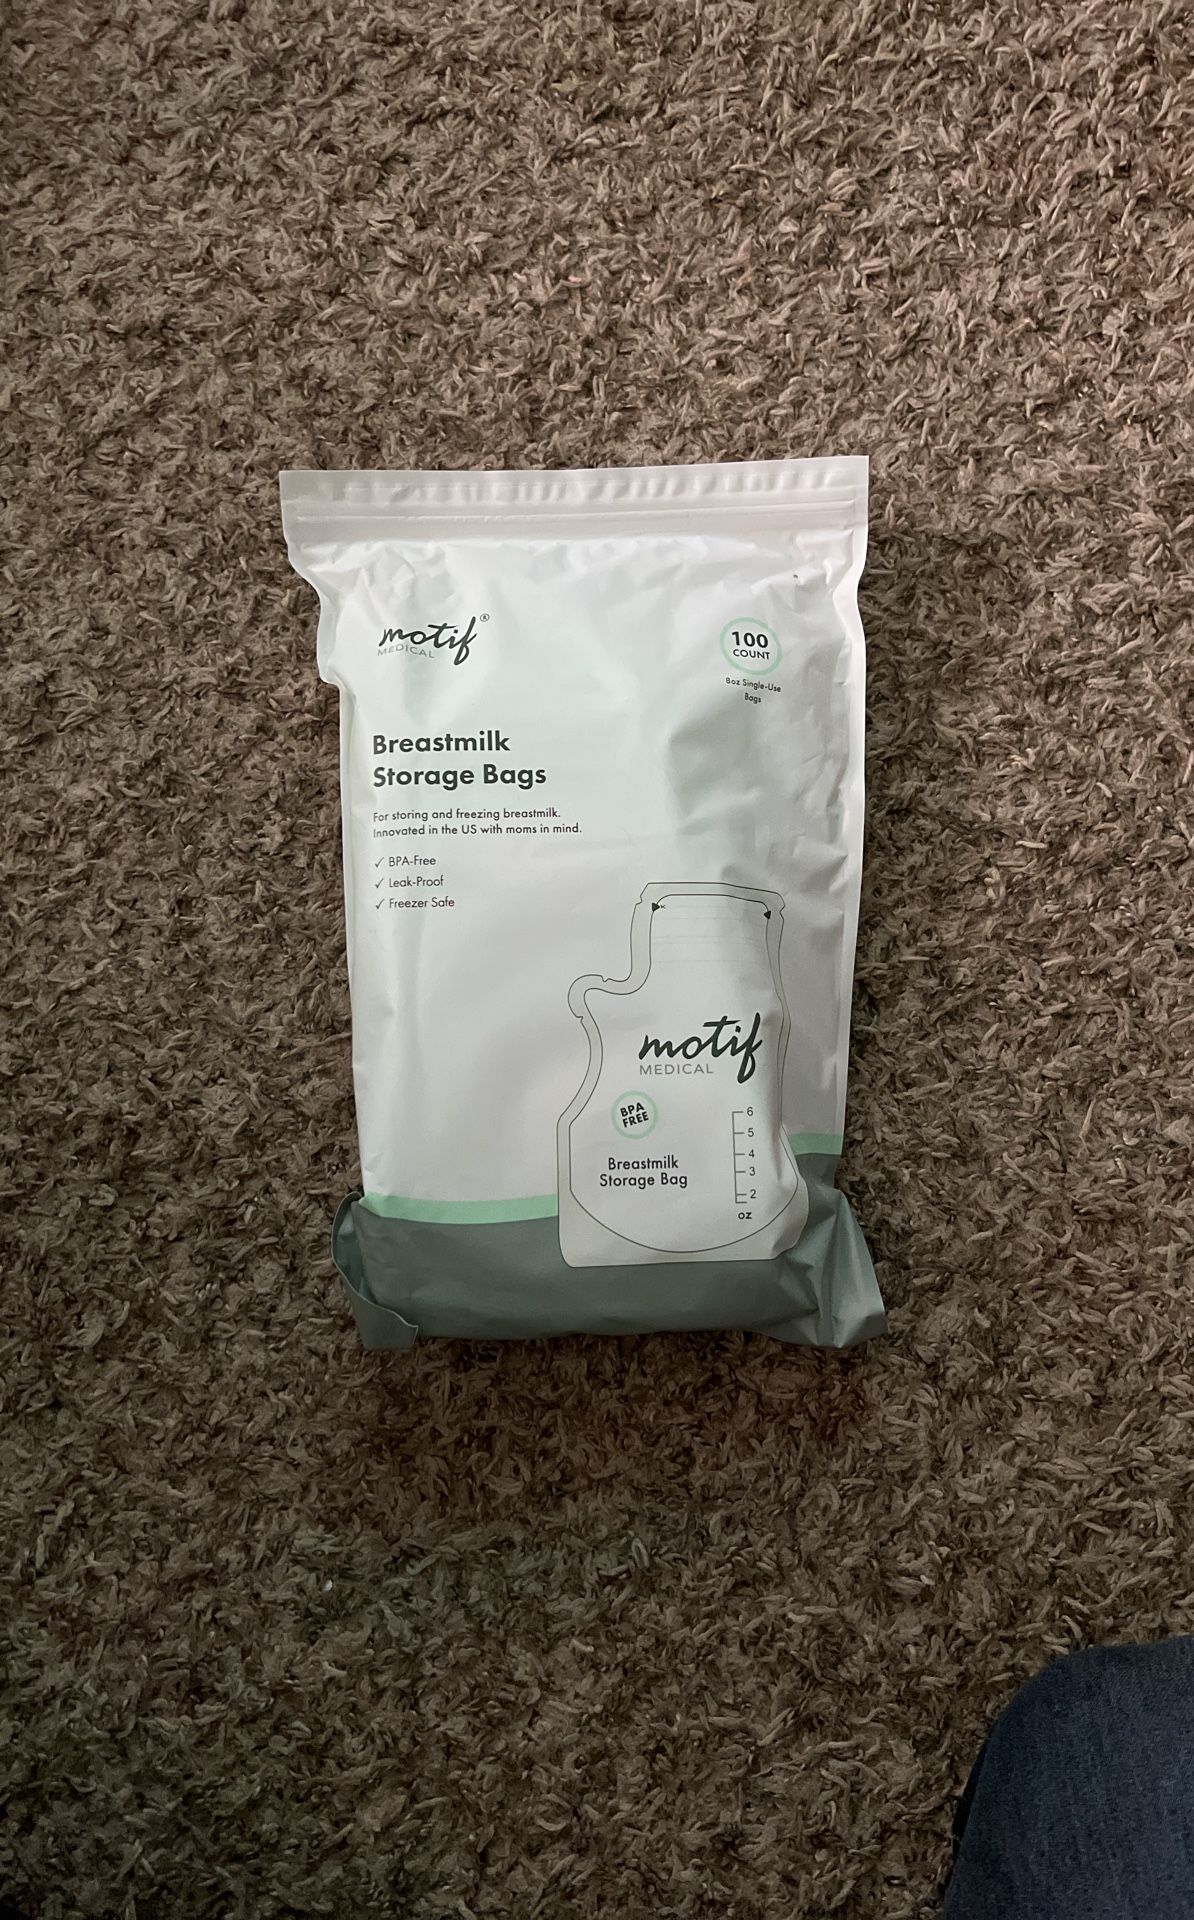 motif®
MEDICAL
100
COUNT
8oz Single-Use
Bags
Breastmilk
Storage Bags
For storing and freezing breastmilk.
Innovated in the US with moms in mind.
✓ BPA-Free
✓ Leak-Proof
✓ Freezer Safe
motif
MEDICAL
BPA
FREE
Breastmilk
Storage Bag
6
5
4
3
2
oz